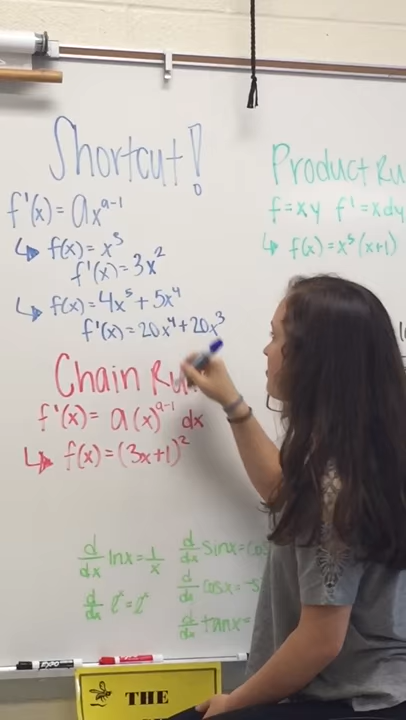 Shortcut!
f'(x) = ax^(a-1)
↳ f(x) = x^3
f'(x) = 3x^2
↳ f(x) = 4x^5 + 5x^4
f'(x) = 20x^4 + 20x^3
Chain Ru
f'(x) = a(x)^(a-1) dx
↳ f(x) = (3x+1)^2
Product Ru
f = xy f' = xdy
↳ f(x) = x^5 (x+1)
d/dx lnx = 1/x
d/dx e^x = e^x
d/dx sinx = cos
d/dx cosx = -s
d/dx tanx =
EXPO
THE